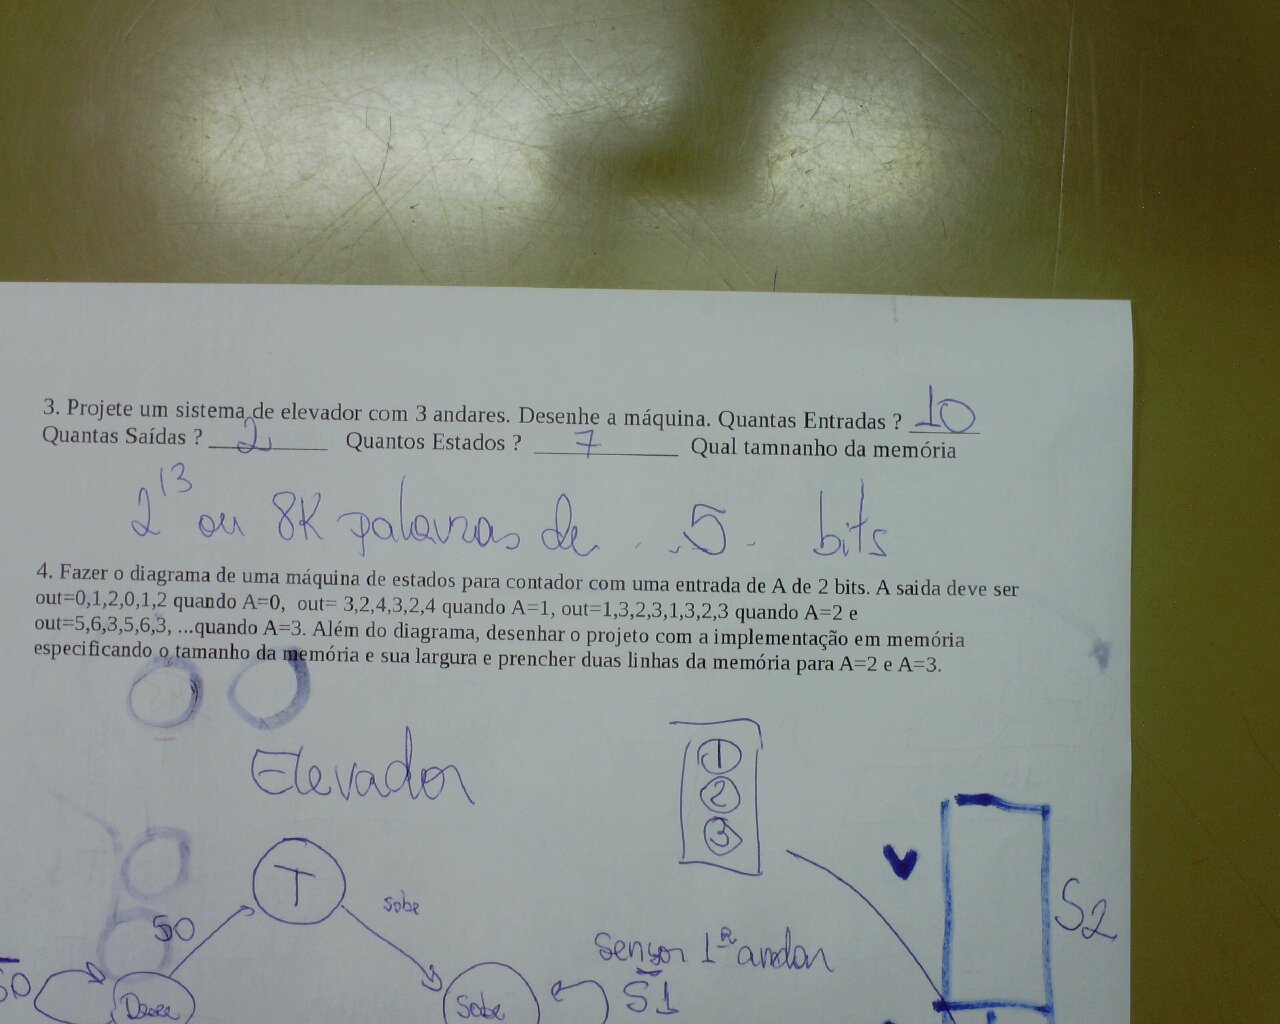 3. Projete um sistema de elevador com 3 andares. Desenhe a máquina. Quantas Entradas ? 10
Quantas Saídas ? 2 Quantos Estados ? 7 Qual tamnanho da memória
2^13 ou 8K palavras de . . 5 . bits
4. Fazer o diagrama de uma máquina de estados para contador com uma entrada de A de 2 bits. A saida deve ser
out=0,1,2,0,1,2 quando A=0, out= 3,2,4,3,2,4 quando A=1, out=1,3,2,3,1,3,2,3 quando A=2 e
out=5,6,3,5,6,3, ...quando A=3. Além do diagrama, desenhar o projeto com a implementação em memória
especificando o tamanho da memória e sua largura e prencher duas linhas da memória para A=2 e A=3.
Elevador
1
2
3
T
sobe
S0
S2
sensor 1º andar
S̅0̅
Desce
Sobe
S̅1